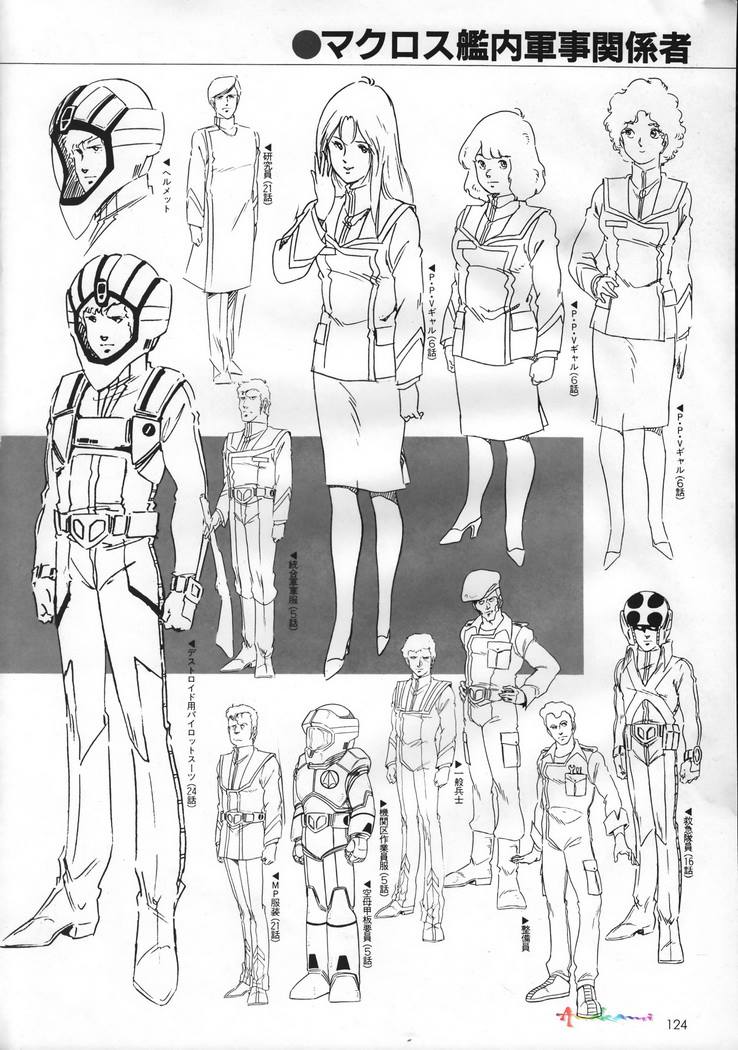 ●マクロス艦内軍事関係者
▲ヘルメット
▲研究員(21話)
▲P・P・Vギャル(6話)
▲P・P・Vギャル(6話)
▲P・P・Vギャル(6話)
▲統合軍軍服(5話)
▲デストロイド用パイロットスーツ(24話)
▲MP服装(21話)
▲空母甲板要員(5話)
▶機関区作業員服(5話)
▶一般兵士
▶整備員
▲救急隊員(16話)
124